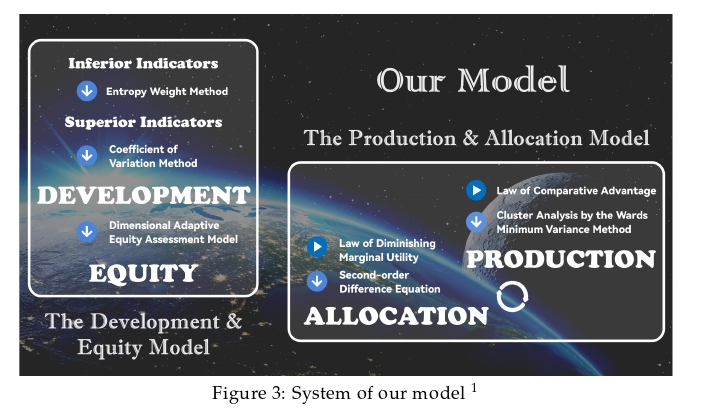 Inferior Indicators
Entropy Weight Method
Superior Indicators
Coefficient of
Variation Method
DEVELOPMENT
Dimensional Adaptive
Equity Assessment Model
EQUITY
The Development &
Equity Model
Our Model
The Production & Allocation Model
Law of Comparative Advantage
Cluster Analysis by the Wards
Minimum Variance Method
PRODUCTION
Law of Diminishing
Marginal Utility
Second-order
Difference Equation
ALLOCATION
Figure 3: System of our model 1